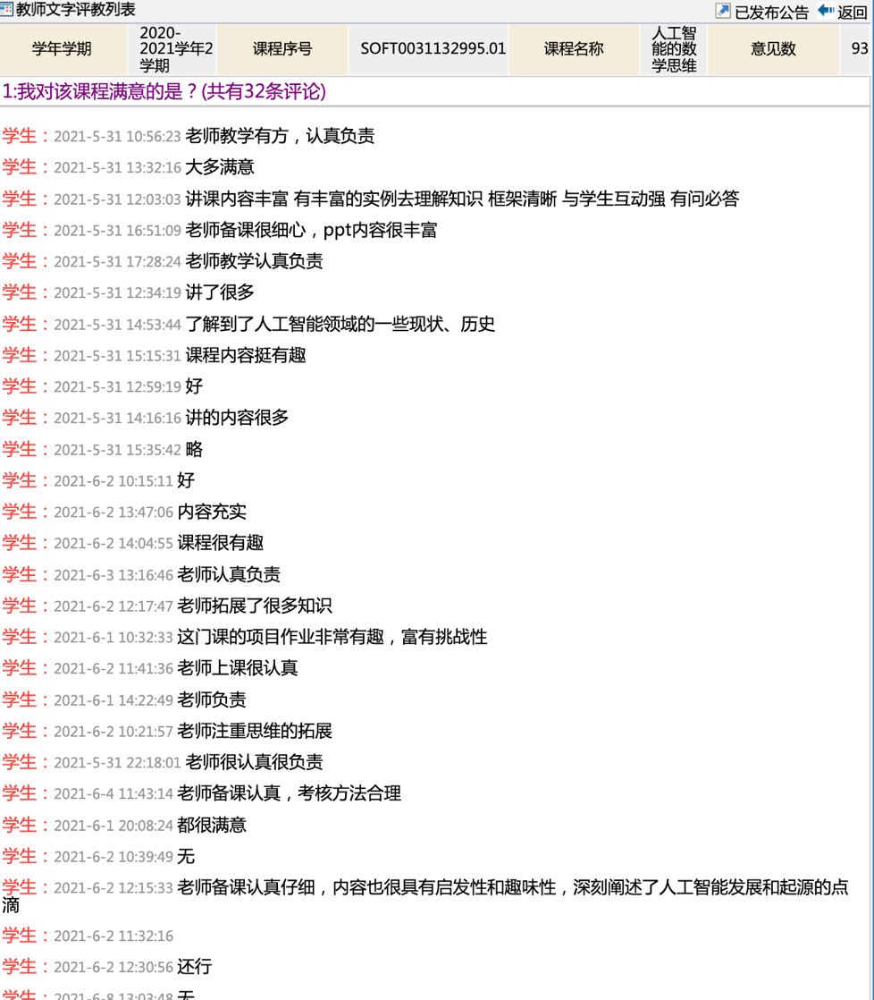 教师文字评教列表
已发布公告 返回
学年学期 2020-2021学年2学期 课程序号 SOFT0031132995.01 课程名称 人工智能的数学思维 意见数 93
1:我对该课程满意的是？(共有32条评论)
学生：2021-5-31 10:56:23 老师教学有方，认真负责
学生：2021-5-31 13:32:16 大多满意
学生：2021-5-31 12:03:03 讲课内容丰富 有丰富的实例去理解知识 框架清晰 与学生互动强 有问必答
学生：2021-5-31 16:51:09 老师备课很细心，ppt内容很丰富
学生：2021-5-31 17:28:24 老师教学认真负责
学生：2021-5-31 12:34:19 讲了很多
学生：2021-5-31 14:53:44 了解到了人工智能领域的一些现状、历史
学生：2021-5-31 15:15:31 课程内容挺有趣
学生：2021-5-31 12:59:19 好
学生：2021-5-31 14:16:16 讲的内容很多
学生：2021-5-31 15:35:42 略
学生：2021-6-2 10:15:11 好
学生：2021-6-2 13:47:06 内容充实
学生：2021-6-2 14:04:55 课程很有趣
学生：2021-6-3 13:16:46 老师认真负责
学生：2021-6-2 12:17:47 老师拓展了很多知识
学生：2021-6-1 10:32:33 这门课的项目作业非常有趣，富有挑战性
学生：2021-6-2 11:41:36 老师上课很认真
学生：2021-6-1 14:22:49 老师负责
学生：2021-6-2 10:21:57 老师注重思维的拓展
学生：2021-5-31 22:18:01 老师很认真很负责
学生：2021-6-4 11:43:14 老师备课认真，考核方法合理
学生：2021-6-1 20:08:24 都很满意
学生：2021-6-2 10:39:49 无
学生：2021-6-2 12:15:33 老师备课认真仔细，内容也很具有启发性和趣味性，深刻阐述了人工智能发展和起源的点
滴
学生：2021-6-2 11:32:16
学生：2021-6-2 12:30:56 还行
学生：2021-6-8 13:03:48 无